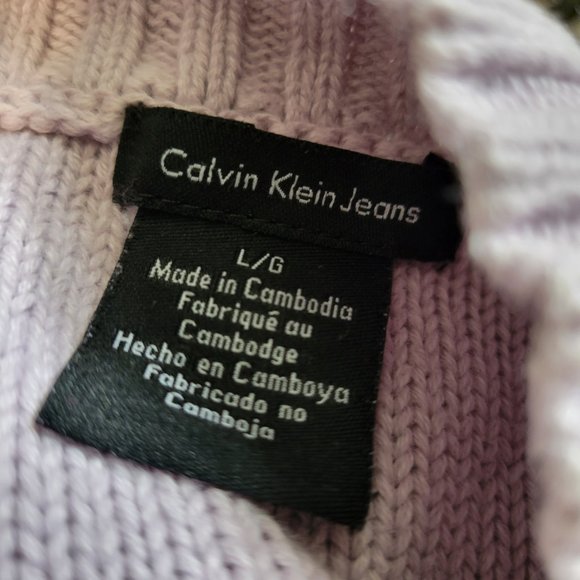 Calvin Klein Jeans
L/G
Made in Cambodia
Fabriqué au
Cambodge
Hecho en Camboya
Fabricado no
Camboja